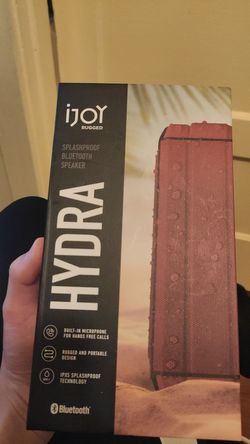 iJOY
RUGGED
SPLASHPROOF
BLUETOOTH
SPEAKER
HYDRA
BUILT-IN MICROPHONE
FOR HANDS FREE CALLS
RUGGED AND PORTABLE
DESIGN
IPX5 SPLASHPROOF
TECHNOLOGY
Bluetooth